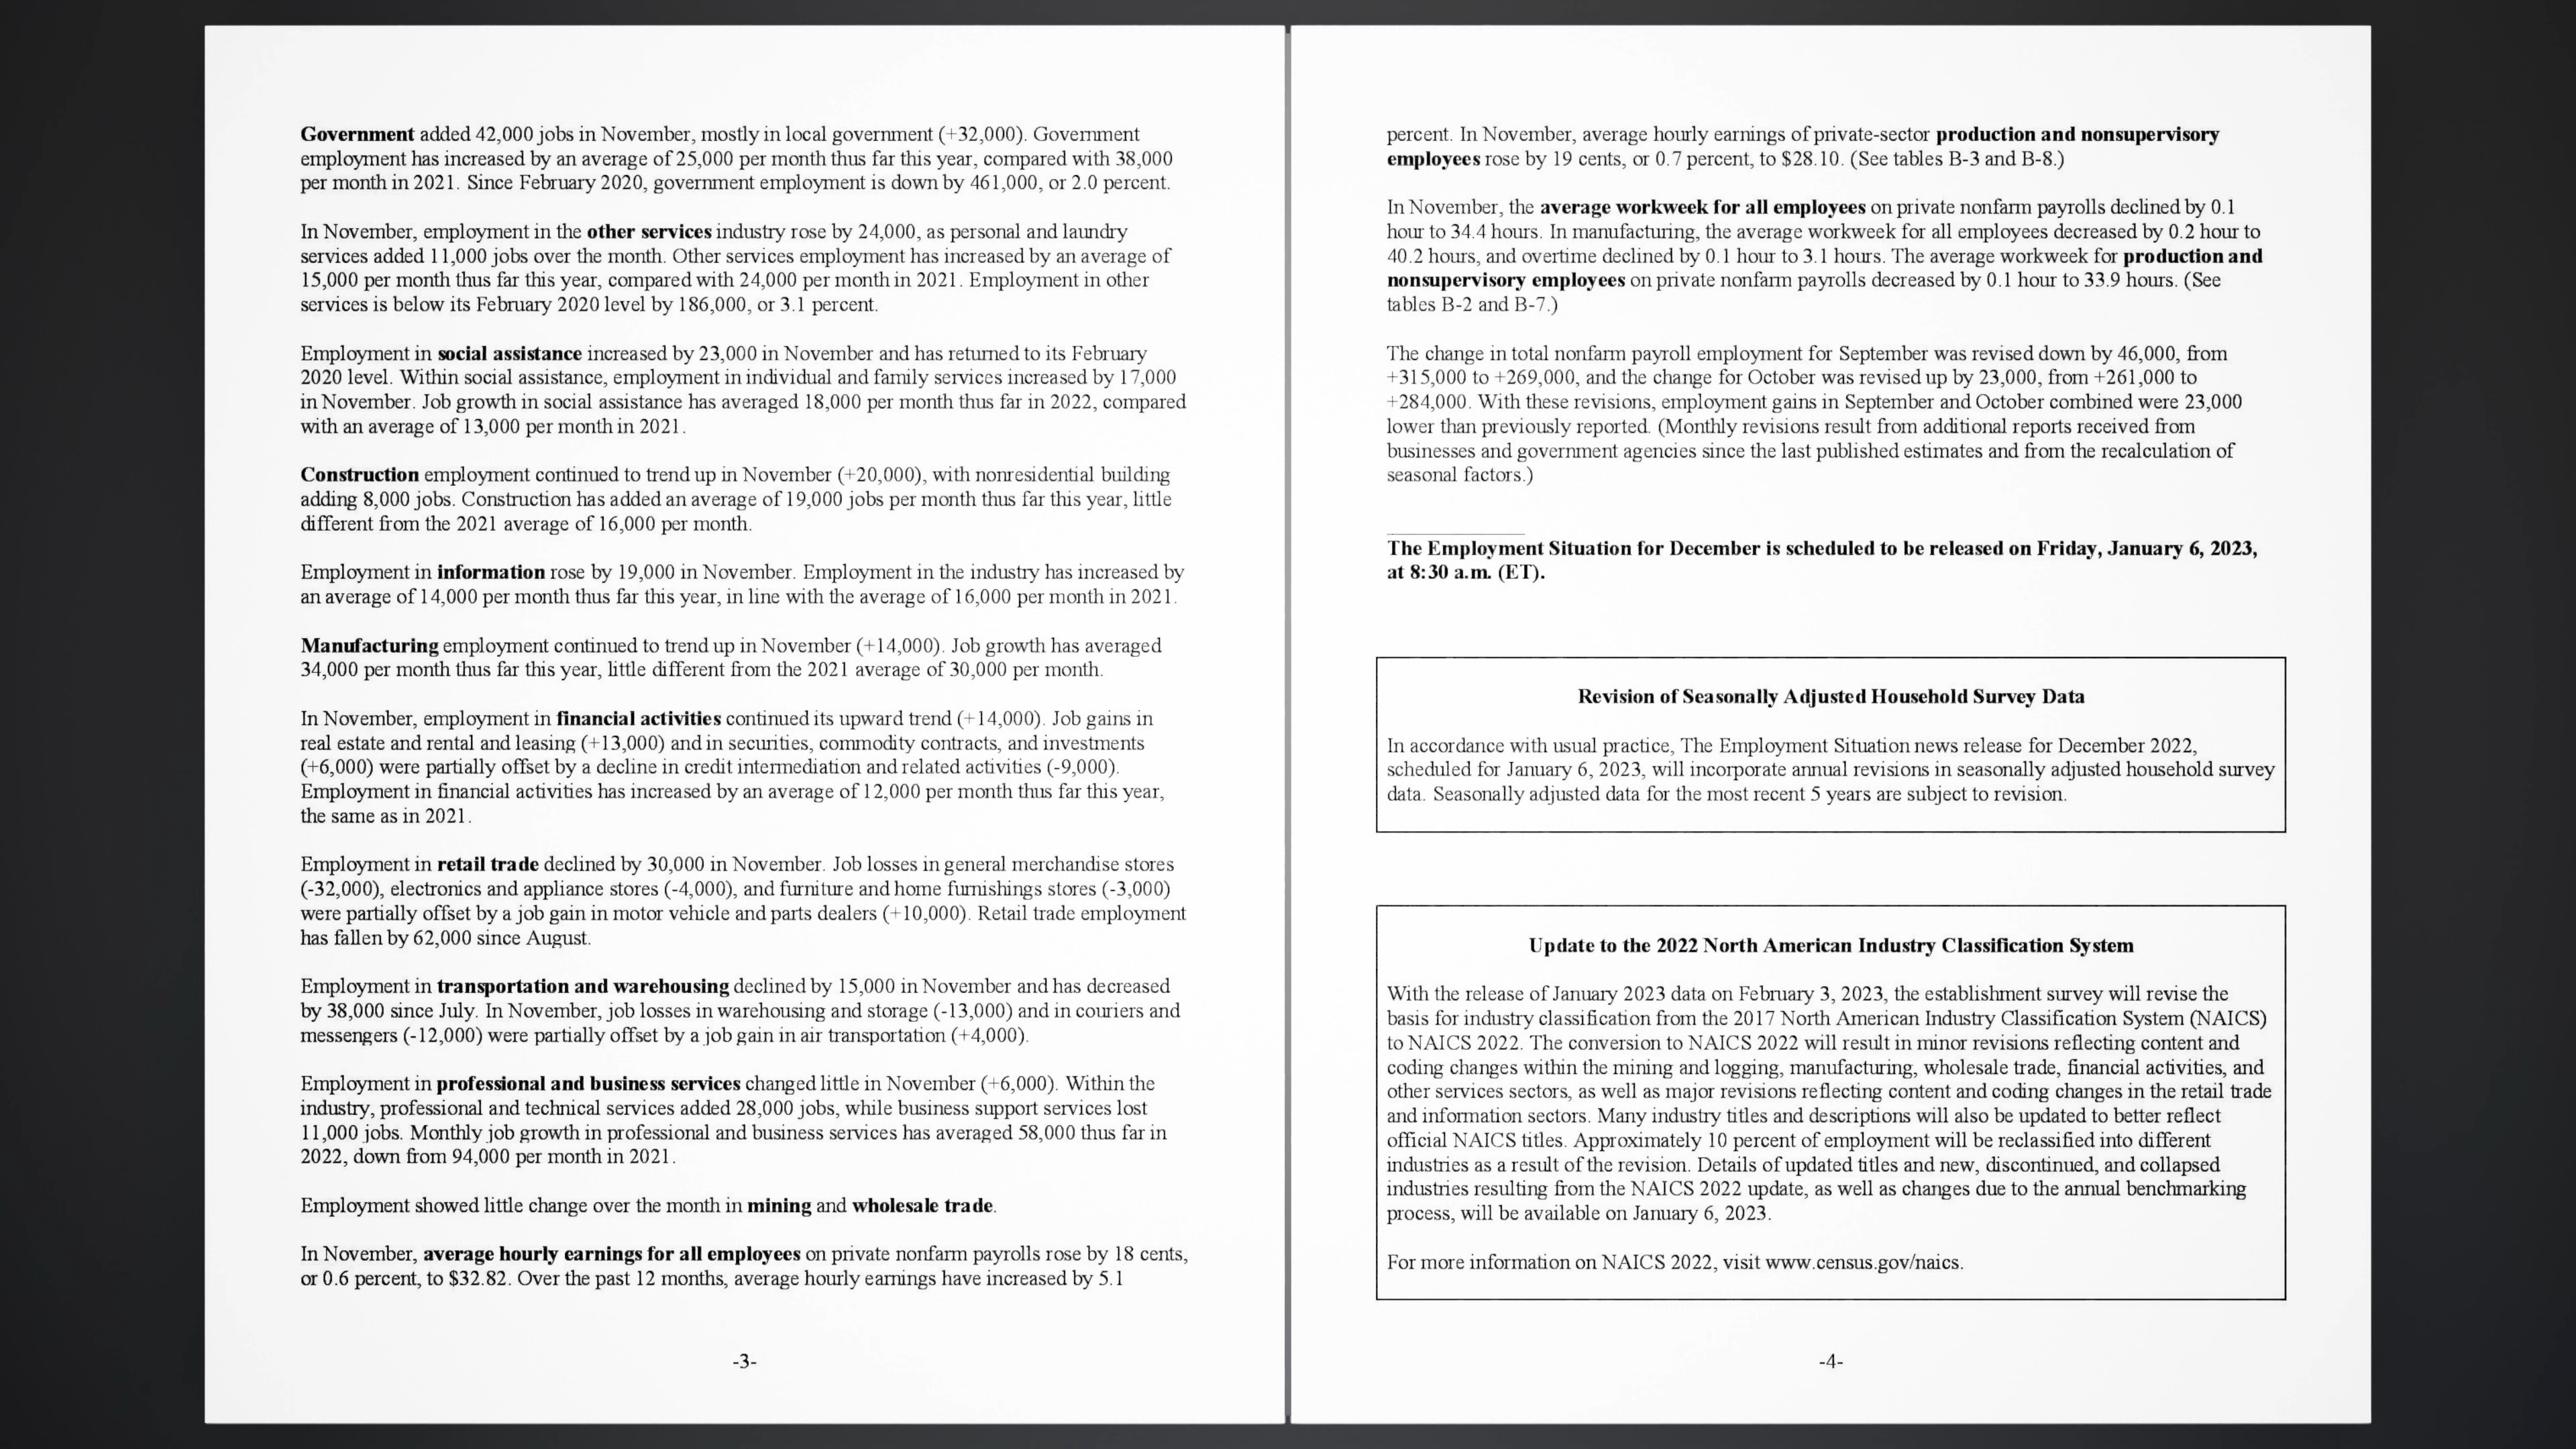 Government added 42,000 jobs in November, mostly in local government (+32,000). Government
employment has increased by an average of 25,000 per month thus far this year, compared with 38,000
per month in 2021. Since February 2020, government employment is down by 461,000, or 2.0 percent.
In November, employment in the other services industry rose by 24,000, as personal and laundry
services added 11,000 jobs over the month. Other services employment has increased by an average of
15,000 per month thus far this year, compared with 24,000 per month in 2021. Employment in other
services is below its February 2020 level by 186,000, or 3.1 percent.
Employment in social assistance increased by 23,000 in November and has returned to its February
2020 level. Within social assistance, employment in individual and family services increased by 17,000
in November. Job growth in social assistance has averaged 18,000 per month thus far in 2022, compared
with an average of 13,000 per month in 2021.
Construction employment continued to trend up in November (+20,000), with nonresidential building
adding 8,000 jobs. Construction has added an average of 19,000 jobs per month thus far this year, little
different from the 2021 average of 16,000 per month.
Employment in information rose by 19,000 in November. Employment in the industry has increased by
an average of 14,000 per month thus far this year, in line with the average of 16,000 per month in 2021.
Manufacturing employment continued to trend up in November (+14,000). Job growth has averaged
34,000 per month thus far this year, little different from the 2021 average of 30,000 per month.
In November, employment in financial activities continued its upward trend (+14,000). Job gains in
real estate and rental and leasing (+13,000) and in securities, commodity contracts, and investments
(+6,000) were partially offset by a decline in credit intermediation and related activities (-9,000).
Employment in financial activities has increased by an average of 12,000 per month thus far this year,
the same as in 2021.
Employment in retail trade declined by 30,000 in November. Job losses in general merchandise stores
(-32,000), electronics and appliance stores (-4,000), and furniture and home furnishings stores (-3,000)
were partially offset by a job gain in motor vehicle and parts dealers (+10,000). Retail trade employment
has fallen by 62,000 since August.
Employment in transportation and warehousing declined by 15,000 in November and has decreased
by 38,000 since July. In November, job losses in warehousing and storage (-13,000) and in couriers and
messengers (-12,000) were partially offset by a job gain in air transportation (+4,000).
Employment in professional and business services changed little in November (+6,000). Within the
industry, professional and technical services added 28,000 jobs, while business support services lost
11,000 jobs. Monthly job growth in professional and business services has averaged 58,000 thus far in
2022, down from 94,000 per month in 2021.
Employment showed little change over the month in mining and wholesale trade.
In November, average hourly earnings for all employees on private nonfarm payrolls rose by 18 cents,
or 0.6 percent, to $32.82. Over the past 12 months, average hourly earnings have increased by 5.1
-3-
percent. In November, average hourly earnings of private-sector production and nonsupervisory
employees rose by 19 cents, or 0.7 percent, to $28.10. (See tables B-3 and B-8.)
In November, the average workweek for all employees on private nonfarm payrolls declined by 0.1
hour to 34.4 hours. In manufacturing, the average workweek for all employees decreased by 0.2 hour to
40.2 hours, and overtime declined by 0.1 hour to 3.1 hours. The average workweek for production and
nonsupervisory employees on private nonfarm payrolls decreased by 0.1 hour to 33.9 hours. (See
tables B-2 and B-7.)
The change in total nonfarm payroll employment for September was revised down by 46,000, from
+315,000 to +269,000, and the change for October was revised up by 23,000, from +261,000 to
+284,000. With these revisions, employment gains in September and October combined were 23,000
lower than previously reported. (Monthly revisions result from additional reports received from
businesses and government agencies since the last published estimates and from the recalculation of
seasonal factors.)
The Employment Situation for December is scheduled to be released on Friday, January 6, 2023,
at 8:30 a.m. (ET).
Revision of Seasonally Adjusted Household Survey Data
In accordance with usual practice, The Employment Situation news release for December 2022,
scheduled for January 6, 2023, will incorporate annual revisions in seasonally adjusted household survey
data. Seasonally adjusted data for the most recent 5 years are subject to revision.
Update to the 2022 North American Industry Classification System
With the release of January 2023 data on February 3, 2023, the establishment survey will revise the
basis for industry classification from the 2017 North American Industry Classification System (NAICS)
to NAICS 2022. The conversion to NAICS 2022 will result in minor revisions reflecting content and
coding changes within the mining and logging, manufacturing, wholesale trade, financial activities, and
other services sectors, as well as major revisions reflecting content and coding changes in the retail trade
and information sectors. Many industry titles and descriptions will also be updated to better reflect
official NAICS titles. Approximately 10 percent of employment will be reclassified into different
industries as a result of the revision. Details of updated titles and new, discontinued, and collapsed
industries resulting from the NAICS 2022 update, as well as changes due to the annual benchmarking
process, will be available on January 6, 2023.
For more information on NAICS 2022, visit www.census.gov/naics.
-4-